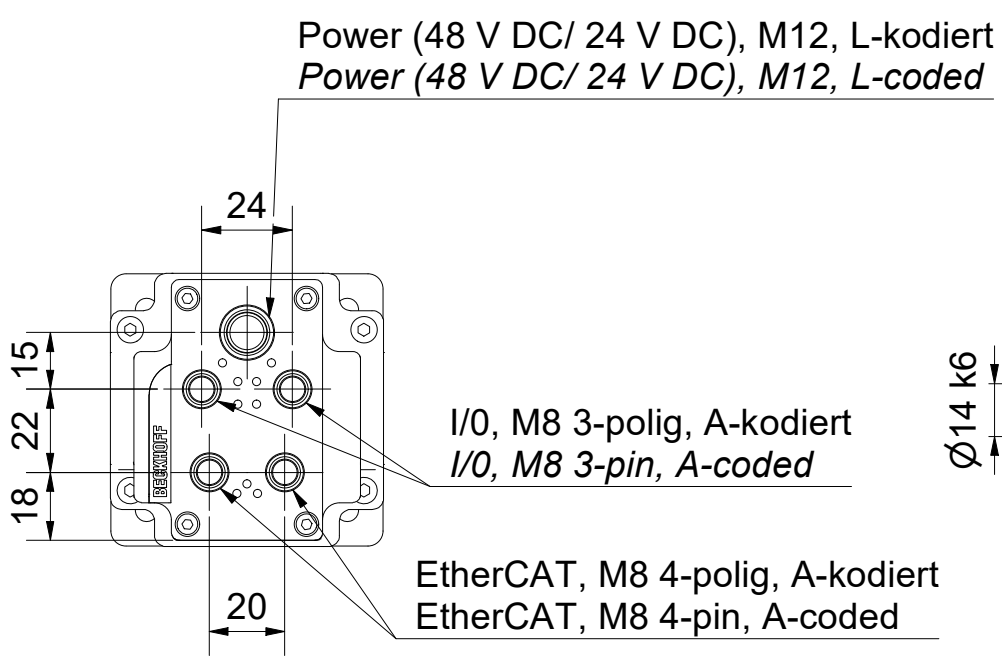 Power (48 V DC/ 24 V DC), M12, L-kodiert
Power (48 V DC/ 24 V DC), M12, L-coded
24
15
22
18
BECKHOFF
I/0, M8 3-polig, A-kodiert
I/0, M8 3-pin, A-coded
Ø14 k6
EtherCAT, M8 4-polig, A-kodiert
EtherCAT, M8 4-pin, A-coded
20